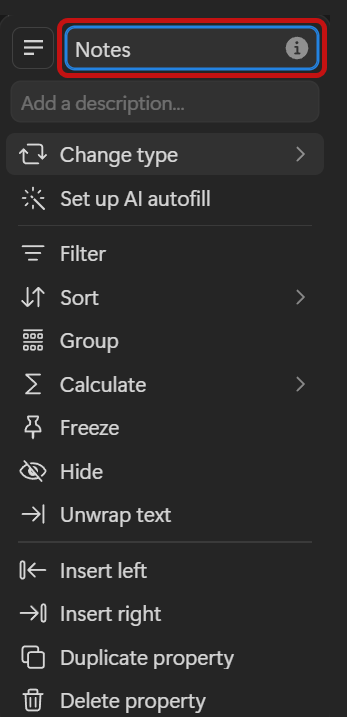 Notes
Add a description...
Change type
Set up AI autofill
Filter
Sort
Group
Calculate
Freeze
Hide
Unwrap text
Insert left
Insert right
Duplicate property
Delete property